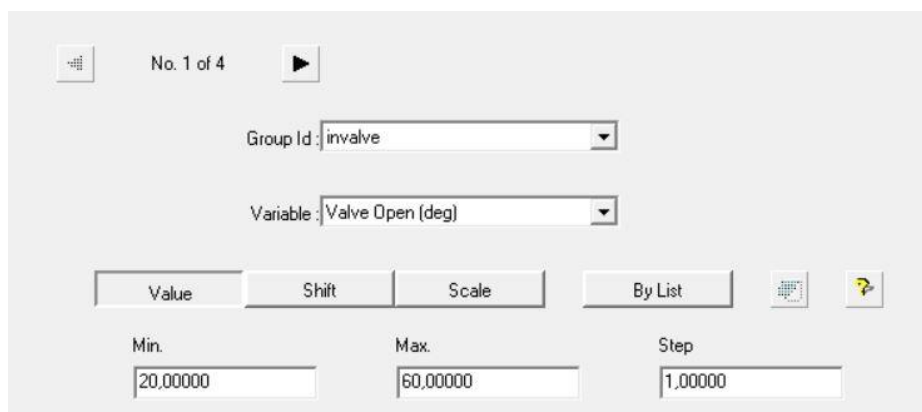 No. 1 of 4
Group Id : invalve
Variable : Valve Open (deg)
Value Shift Scale By List
Min. Max. Step
20,00000 60,00000 1,00000